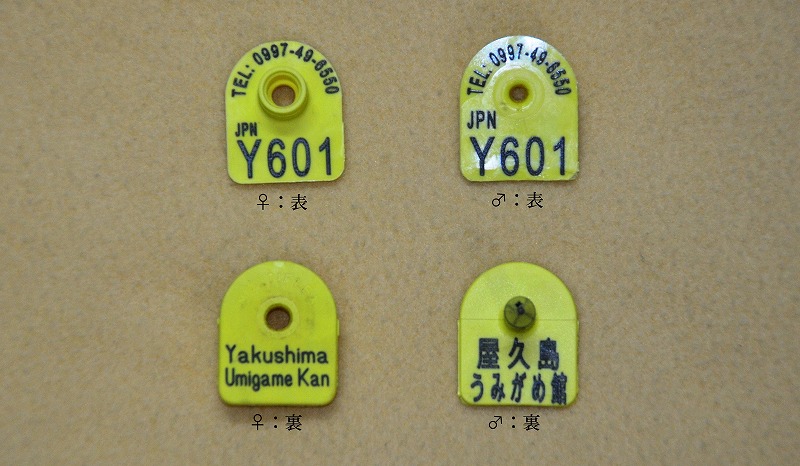 TEL: 0997-49-6550
JPN
Y601
♀：表
TEL: 0997-49-6550
JPN
Y601
♂：表
Yakushima
Umigame Kan
♀：裏
屋久島
うみがめ館
♂：裏